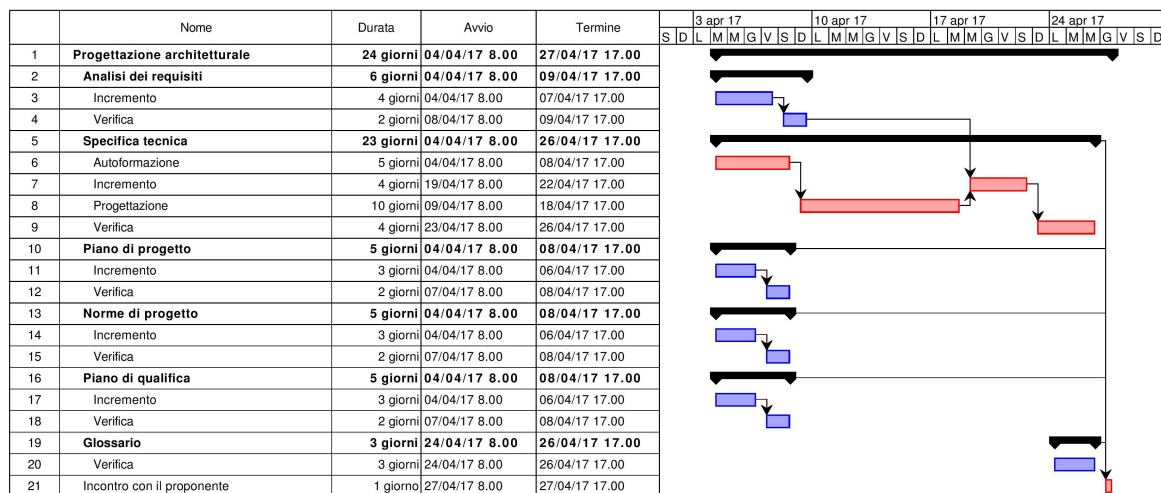 Nome Durata Avvio Termine 3 apr 17 10 apr 17 17 apr 17 24 apr 17
S D L M M G V S D L M M G V S D L M M G V S D L M M G V S D
1 Progettazione architetturale 24 giorni 04/04/17 8.00 27/04/17 17.00
2 Analisi dei requisiti 6 giorni 04/04/17 8.00 09/04/17 17.00
3 Incremento 4 giorni 04/04/17 8.00 07/04/17 17.00
4 Verifica 2 giorni 08/04/17 8.00 09/04/17 17.00
5 Specifica tecnica 23 giorni 04/04/17 8.00 26/04/17 17.00
6 Autoformazione 5 giorni 04/04/17 8.00 08/04/17 17.00
7 Incremento 4 giorni 19/04/17 8.00 22/04/17 17.00
8 Progettazione 10 giorni 09/04/17 8.00 18/04/17 17.00
9 Verifica 4 giorni 23/04/17 8.00 26/04/17 17.00
10 Piano di progetto 5 giorni 04/04/17 8.00 08/04/17 17.00
11 Incremento 3 giorni 04/04/17 8.00 06/04/17 17.00
12 Verifica 2 giorni 07/04/17 8.00 08/04/17 17.00
13 Norme di progetto 5 giorni 04/04/17 8.00 08/04/17 17.00
14 Incremento 3 giorni 04/04/17 8.00 06/04/17 17.00
15 Verifica 2 giorni 07/04/17 8.00 08/04/17 17.00
16 Piano di qualifica 5 giorni 04/04/17 8.00 08/04/17 17.00
17 Incremento 3 giorni 04/04/17 8.00 06/04/17 17.00
18 Verifica 2 giorni 07/04/17 8.00 08/04/17 17.00
19 Glossario 3 giorni 24/04/17 8.00 26/04/17 17.00
20 Verifica 3 giorni 24/04/17 8.00 26/04/17 17.00
21 Incontro con il proponente 1 giorno 27/04/17 8.00 27/04/17 17.00